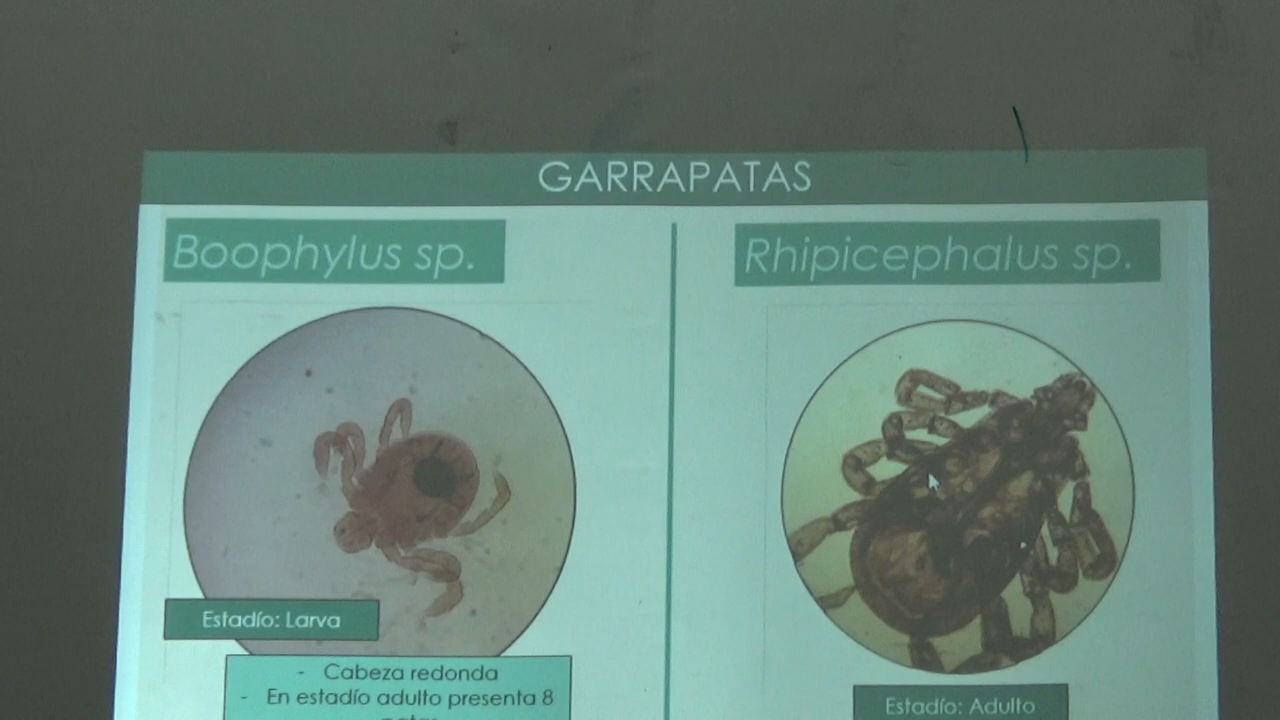 GARRAPATAS
Boophylus sp.
Rhipicephalus sp.
Estadío: Larva
- Cabeza redonda
- En estadío adulto presenta 8
Estadío: Adulto